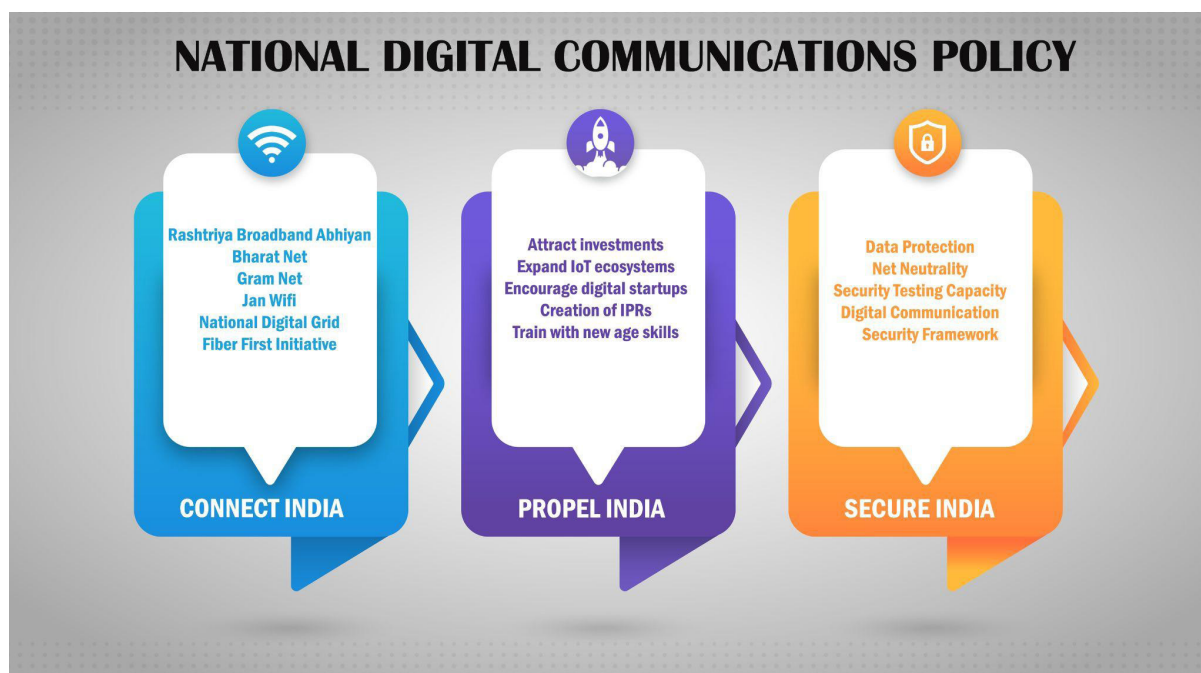 NATIONAL DIGITAL COMMUNICATIONS POLICY
Rashtriya Broadband Abhiyan
Bharat Net
Gram Net
Jan Wifi
National Digital Grid
Fiber First Initiative
CONNECT INDIA
Attract investments
Expand IoT ecosystems
Encourage digital startups
Creation of IPRs
Train with new age skills
PROPEL INDIA
Data Protection
Net Neutrality
Security Testing Capacity
Digital Communication
Security Framework
SECURE INDIA